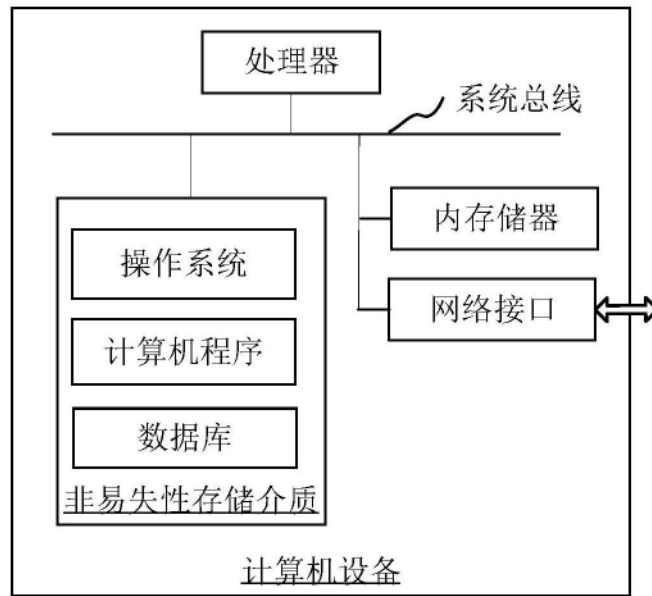 处理器
系统总线
内存储器
操作系统
网络接口
计算机程序
数据库
非易失性存储介质
计算机设备